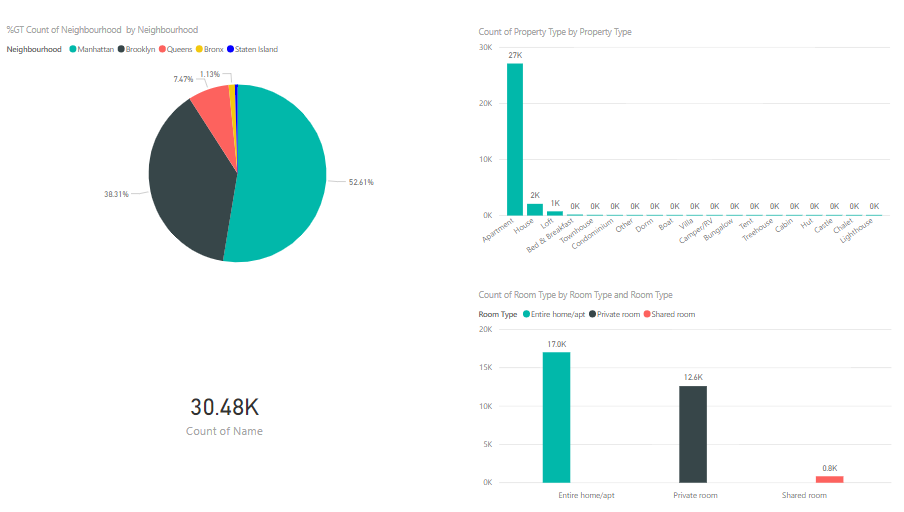 %GT Count of Neighbourhood by Neighbourhood
Neighbourhood Manhattan Brooklyn Queens Bronx Staten Island
1.13%
7.47%
52.61%
38.31%
30.48K
Count of Name
Count of Property Type by Property Type
30K
20K
10K
0K
27K
2K
1K
0K 0K 0K 0K 0K 0K 0K 0K 0K 0K 0K 0K 0K 0K 0K 0K
Apartment
House
Loft
Bed & Breakfast
Townhouse
Condominium
Other
Dorm
Boat
Villa
Camper/RV
Bungalow
Tent
Treehouse
Cabin
Hut
Castle
Chalet
Lighthouse
Count of Room Type by Room Type and Room Type
Room Type Entire home/apt Private room Shared room
20K
15K
10K
5K
0K
17.0K
12.6K
0.8K
Entire home/apt
Private room
Shared room